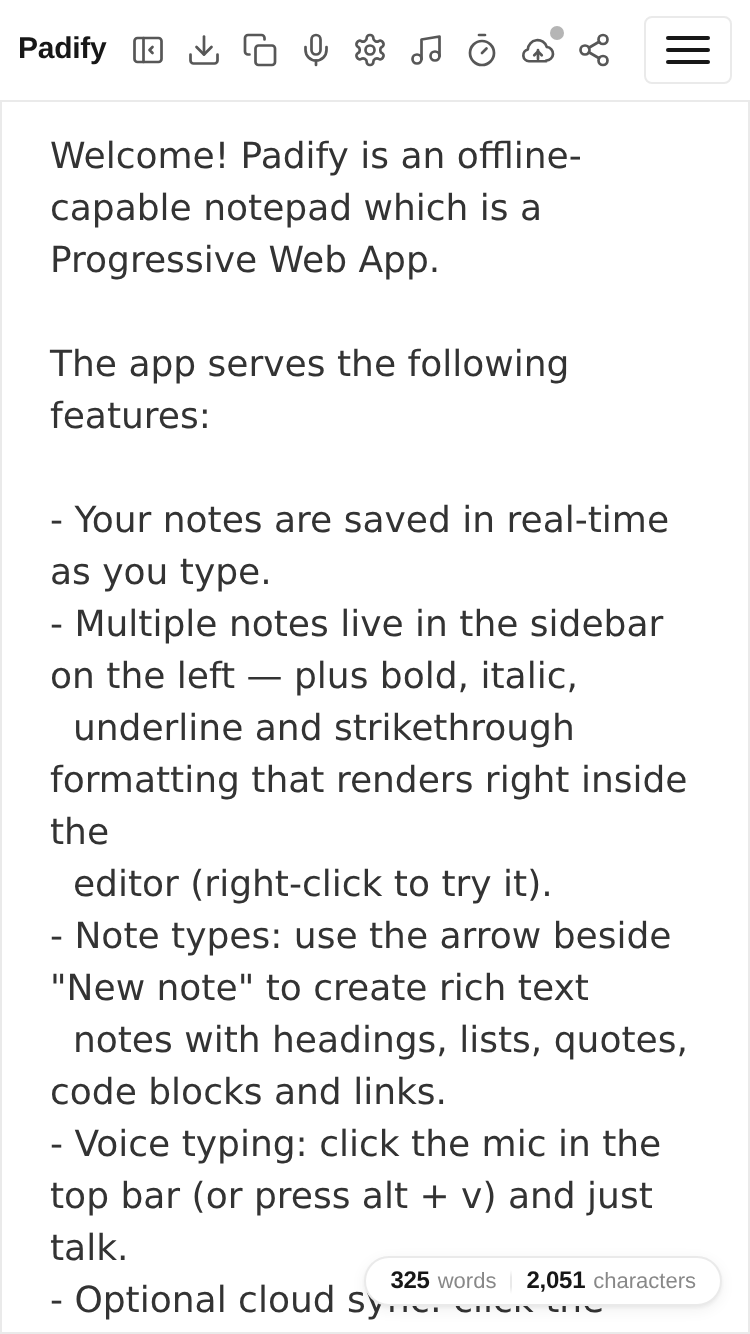 Padify
Welcome! Padify is an offline-
capable notepad which is a
Progressive Web App.
The app serves the following
features:
- Your notes are saved in real-time
as you type.
- Multiple notes live in the sidebar
on the left — plus bold, italic,
underline and strikethrough
formatting that renders right inside
the
editor (right-click to try it).
- Note types: use the arrow beside
"New note" to create rich text
notes with headings, lists, quotes,
code blocks and links.
- Voice typing: click the mic in the
top bar (or press alt + v) and just
talk.
- Optional cloud sync: click the
325 words 2,051 characters